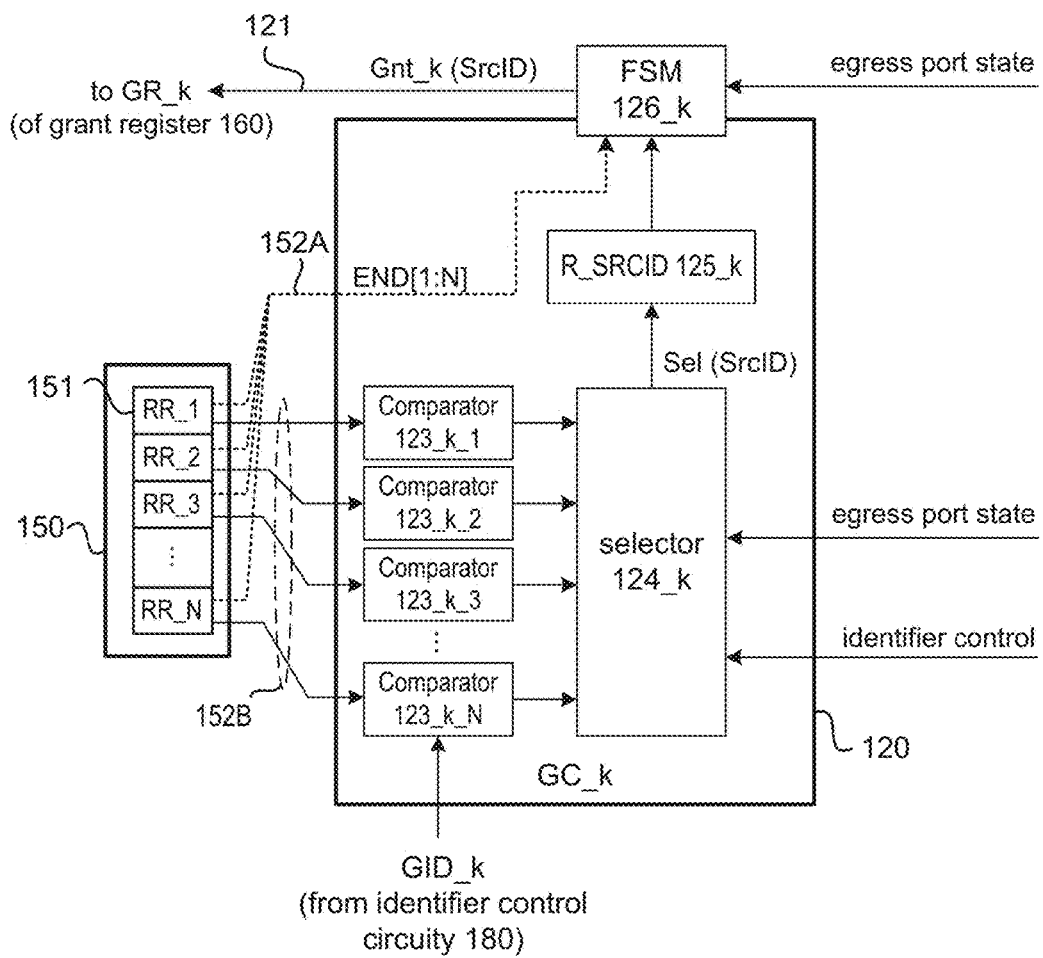 121
Gnt_k (SrcID)
to GR_k
(of grant register 160)
FSM
126_k
egress port state
152A
END[1:N]
R_SRCID 125_k
Sel (SrcID)
151
150
RR_1
RR_2
RR_3
⋮
RR_N
152B
Comparator
123_k_1
Comparator
123_k_2
Comparator
123_k_3
⋮
Comparator
123_k_N
selector
124_k
egress port state
identifier control
120
GC_k
GID_k
(from identifier control
circuity 180)